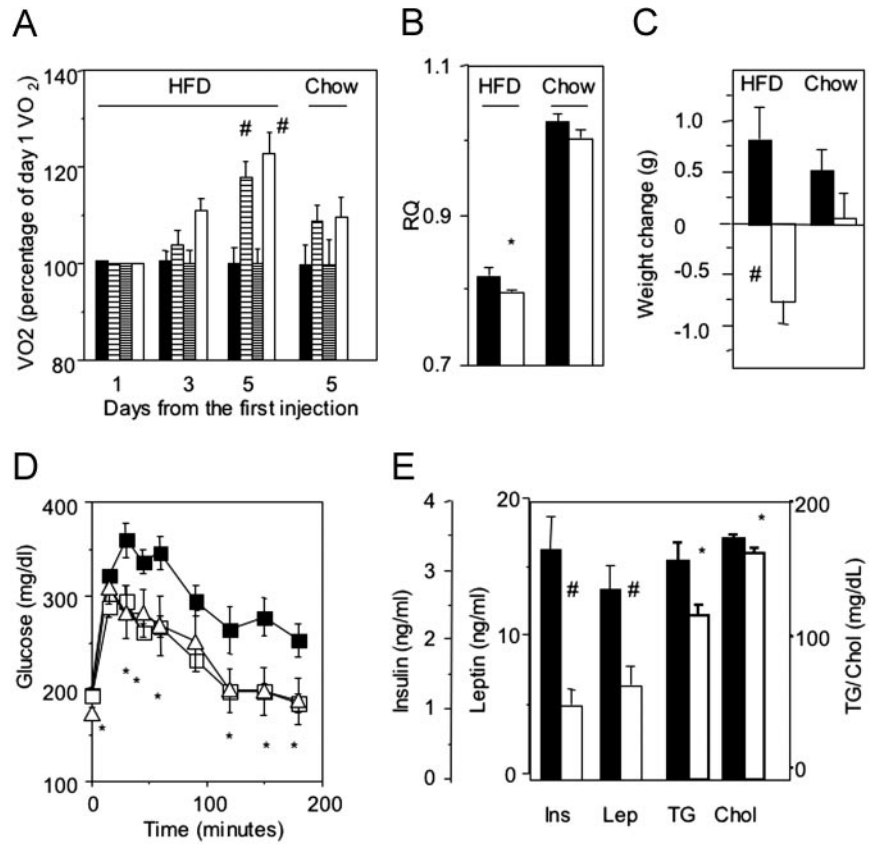 A
VO2 (percentage of day 1 VO 2)
140
120
100
80
HFD
Chow
# #
1 3 5 5
Days from the first injection
B
RQ
1.1
0.9
0.7
HFD Chow
*
C
Weight change (g)
HFD Chow
1.0
0.5
0
-0.5
-1.0
#
D
Glucose (mg/dl)
400
300
200
100
* * * * * * *
0 100 200
Time (minutes)
E
Insulin (ng/ml)
4
3
2
1
0
Leptin (ng/ml)
20
15
10
5
0
TG/Chol (mg/dL)
200
100
0
# # * *
Ins Lep TG Chol